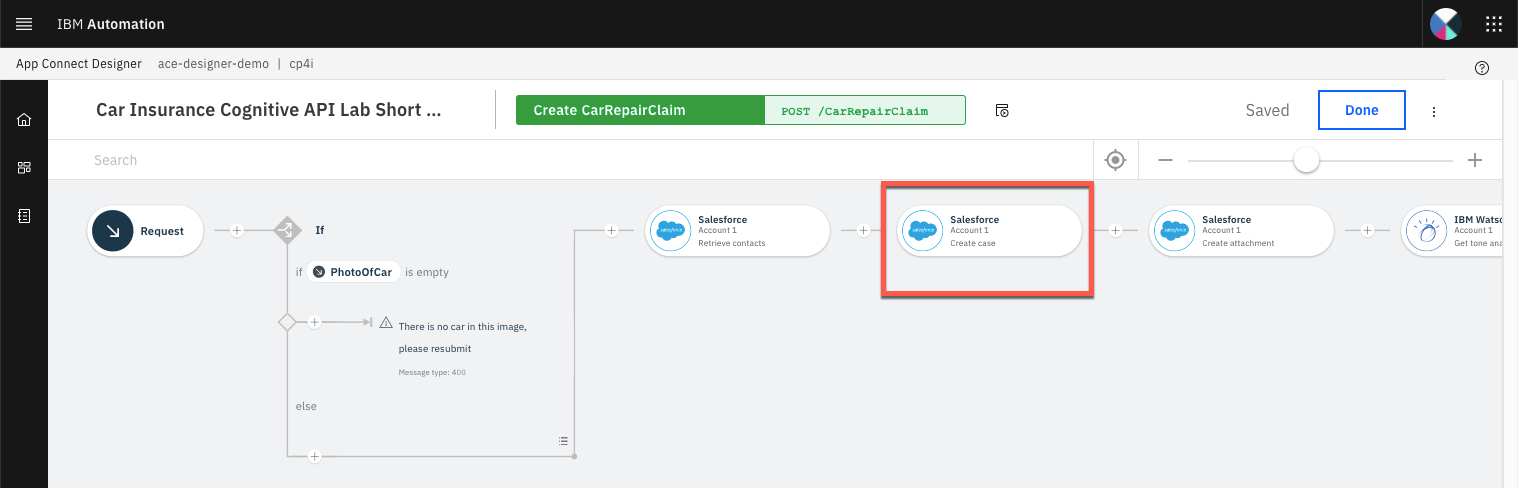 IBM Automation
App Connect Designer ace-designer-demo | cp4i
Car Insurance Cognitive API Lab Short ...
Create CarRepairClaim
POST /CarRepairClaim
Saved
Done
Search
Request
If
if PhotoOfCar is empty
There is no car in this image,
please resubmit
Message type: 400
else
Salesforce
Account 1
Retrieve contacts
salesforce
Salesforce
Account 1
Create case
salesforce
Salesforce
Account 1
Create attachment
salesforce
IBM Watso
Account 1
Get tone ana